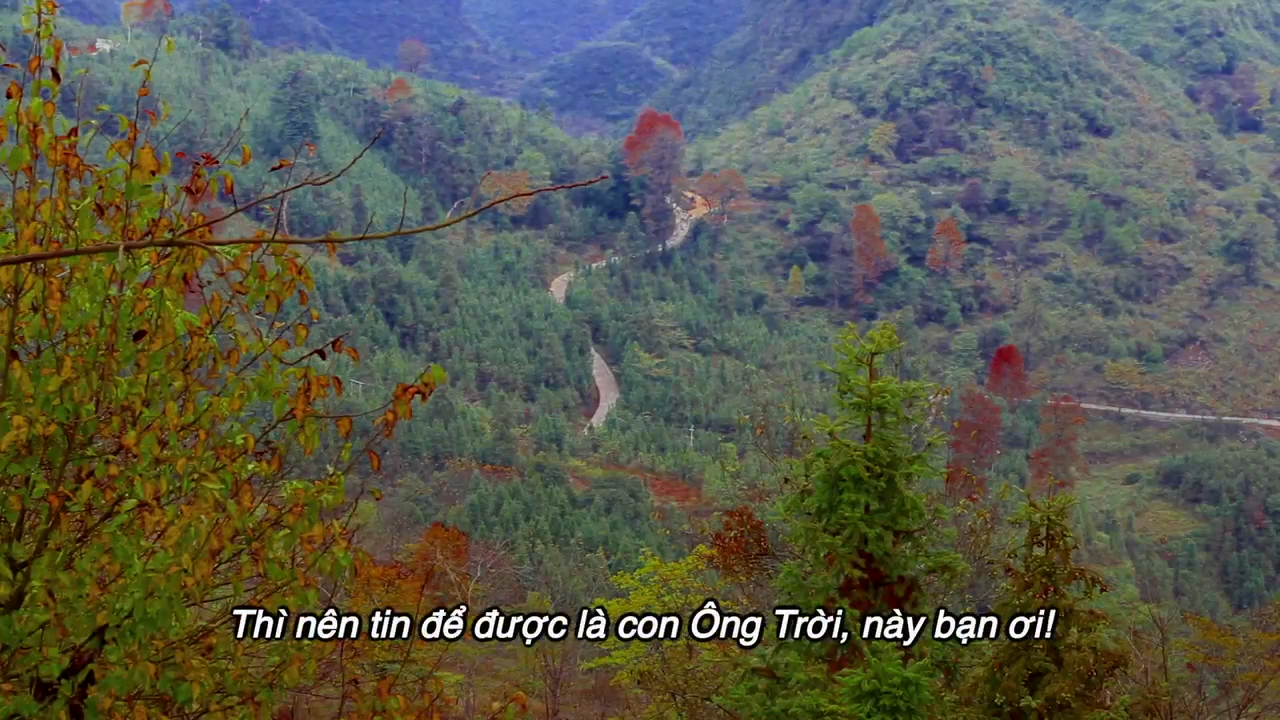 Thì nên tin để được là con Ông Trời, này bạn ơi!